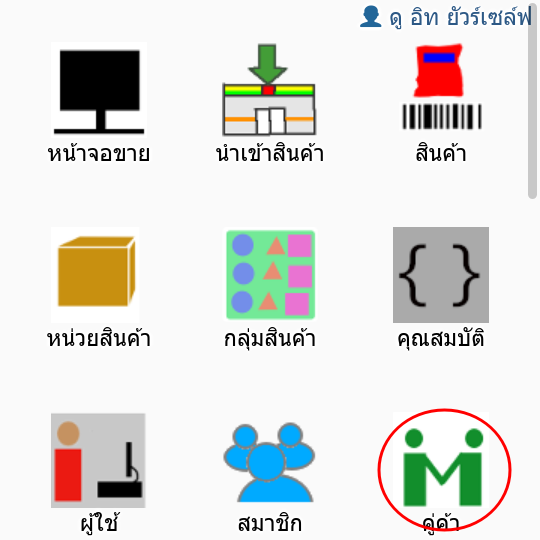 ดู อิท ยัวร์เซล์ฟ
หน้าจอขาย นำเข้าสินค้า สินค้า
หน่วยสินค้า กลุ่มสินค้า คุณสมบัติ
ผู้ใช้ สมาชิก คู่ค้า